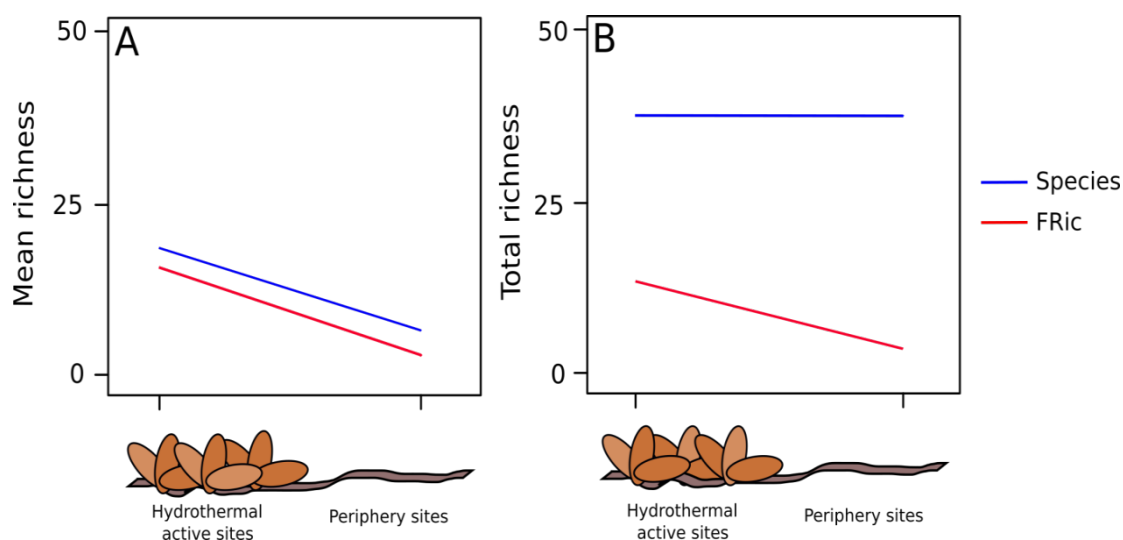 A
Mean richness
50
25
0
Hydrothermal
active sites
Periphery sites
B
Total richness
50
25
0
Hydrothermal
active sites
Periphery sites
Species
FRic